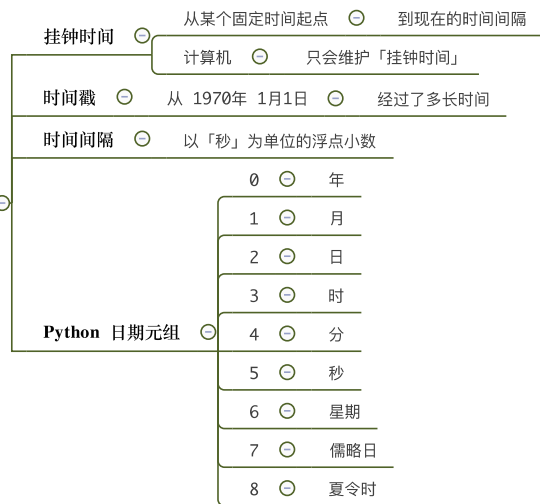 挂钟时间 从某个固定时间起点 到现在的时间间隔
计算机 只会维护「挂钟时间」
时间戳 从 1970年 1月1日 经过了多长时间
时间间隔 以「秒」为单位的浮点小数
Python 日期元组
0 年
1 月
2 日
3 时
4 分
5 秒
6 星期
7 儒略日
8 夏令时